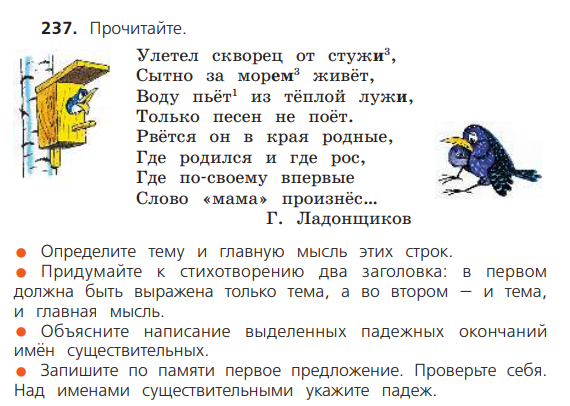 237. Прочитайте.
Улетел скворец от стужи³,
Сытно за морем³ живёт,
Воду пьёт¹ из тёплой лужи,
Только песен не поёт.
Рвётся он в края родные,
Где родился и где рос,
Где по-своему впервые
Слово «мама» произнёс...
Г. Ладонщиков
● Определите тему и главную мысль этих строк.
● Придумайте к стихотворению два заголовка: в первом
должна быть выражена только тема, а во втором — и тема,
и главная мысль.
● Объясните написание выделенных падежных окончаний
имён существительных.
● Запишите по памяти первое предложение. Проверьте себя.
Над именами существительными укажите падеж.